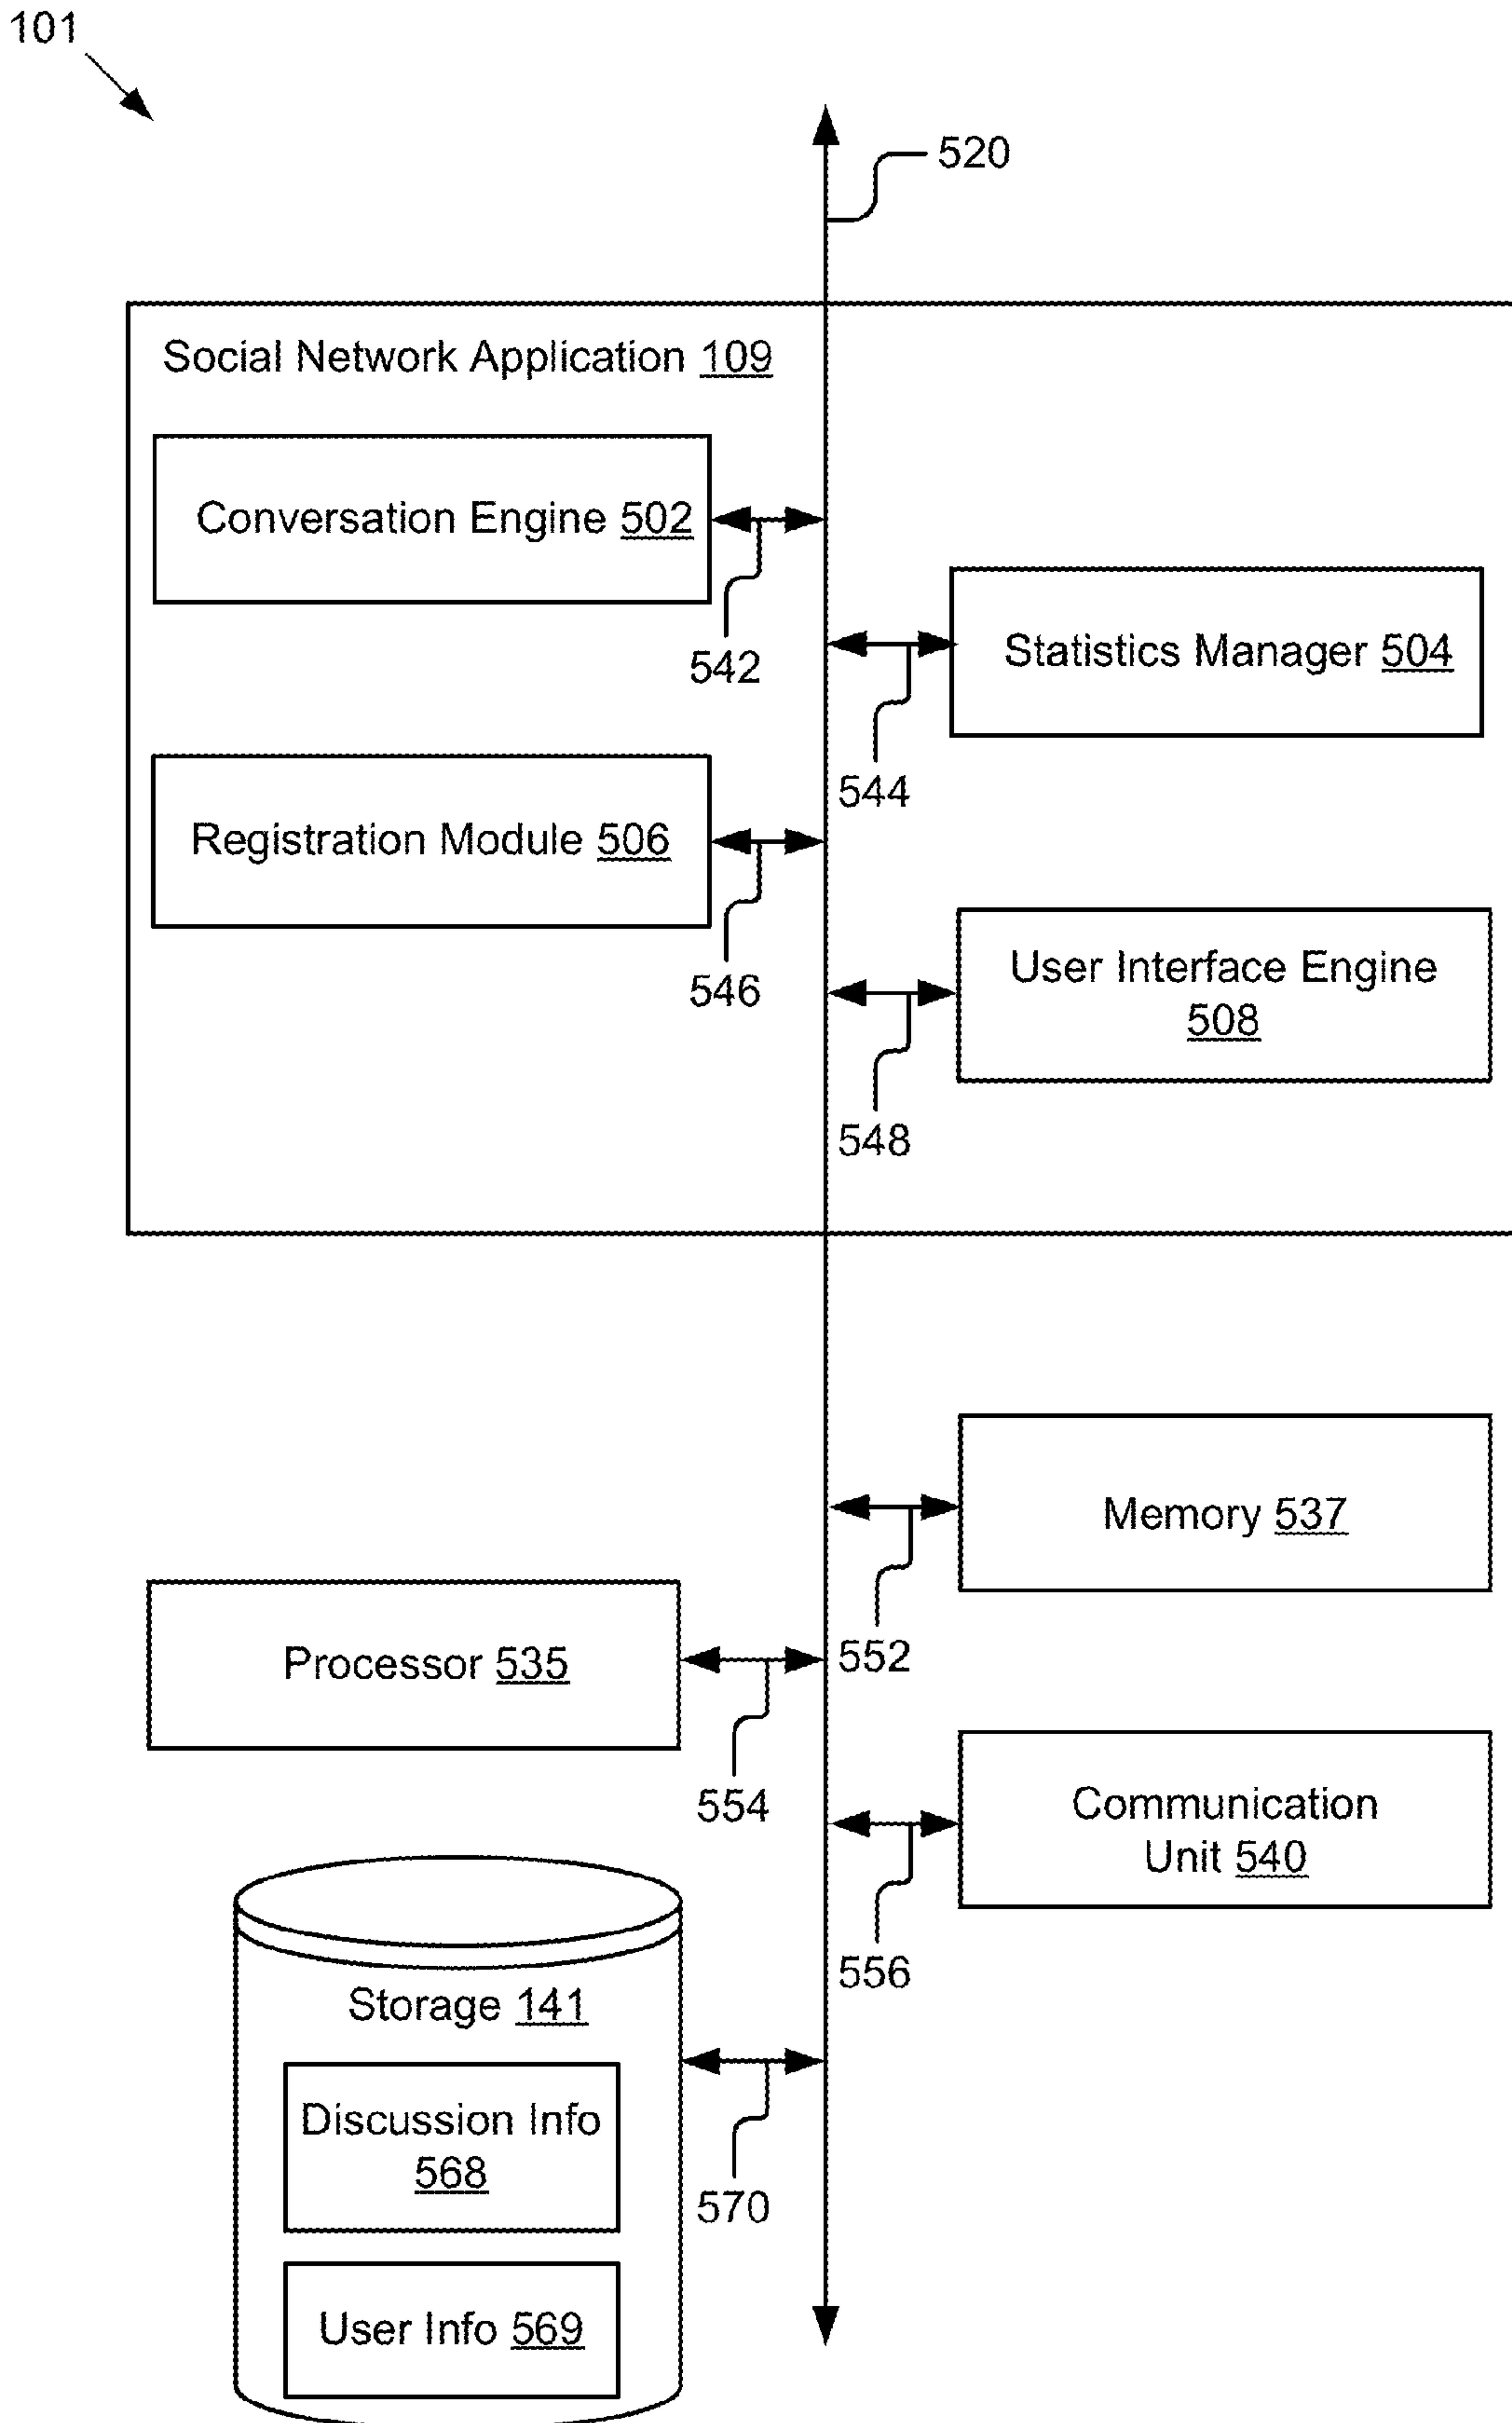 101
520
Social Network Application 109
Conversation Engine 502
542
Statistics Manager 504
544
Registration Module 506
546
User Interface Engine
508
548
Memory 537
552
Processor 535
554
Communication
Unit 540
556
Storage 141
Discussion Info
568
570
User Info 569